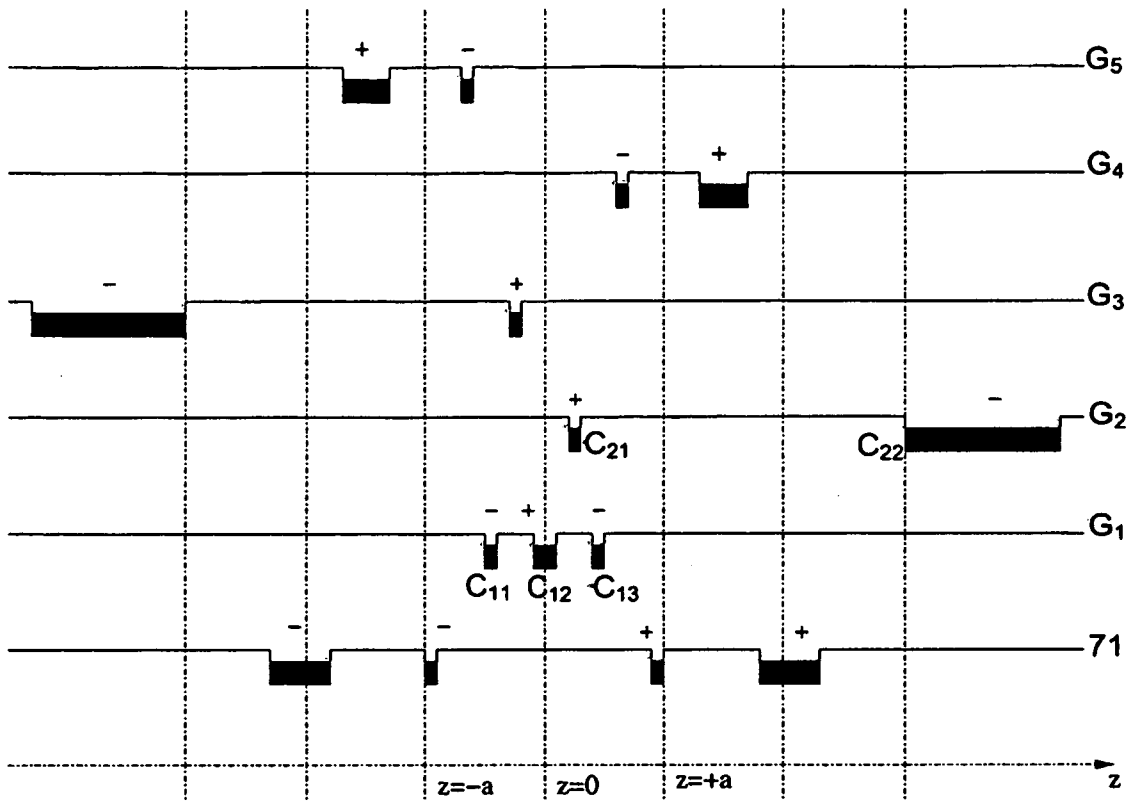 + − G₅
− + G₄
− + G₃
+ − G₂
C₂₁ C₂₂
− + − G₁
C₁₁ C₁₂ C₁₃
− − + + 71
z=-a z=0 z=+a z